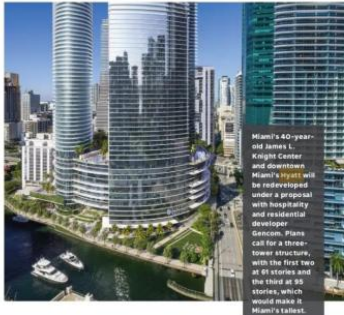 Miami's 40-year-
old James L.
Knight Center
and downtown
Miami's Hyatt will
be redeveloped
under a proposal
with hospitality
and residential
developer
Gencom. Plans
call for a three-
tower structure,
with the first two
at 61 stories and
the third at 95
stories, which
would make it
Miami's tallest.